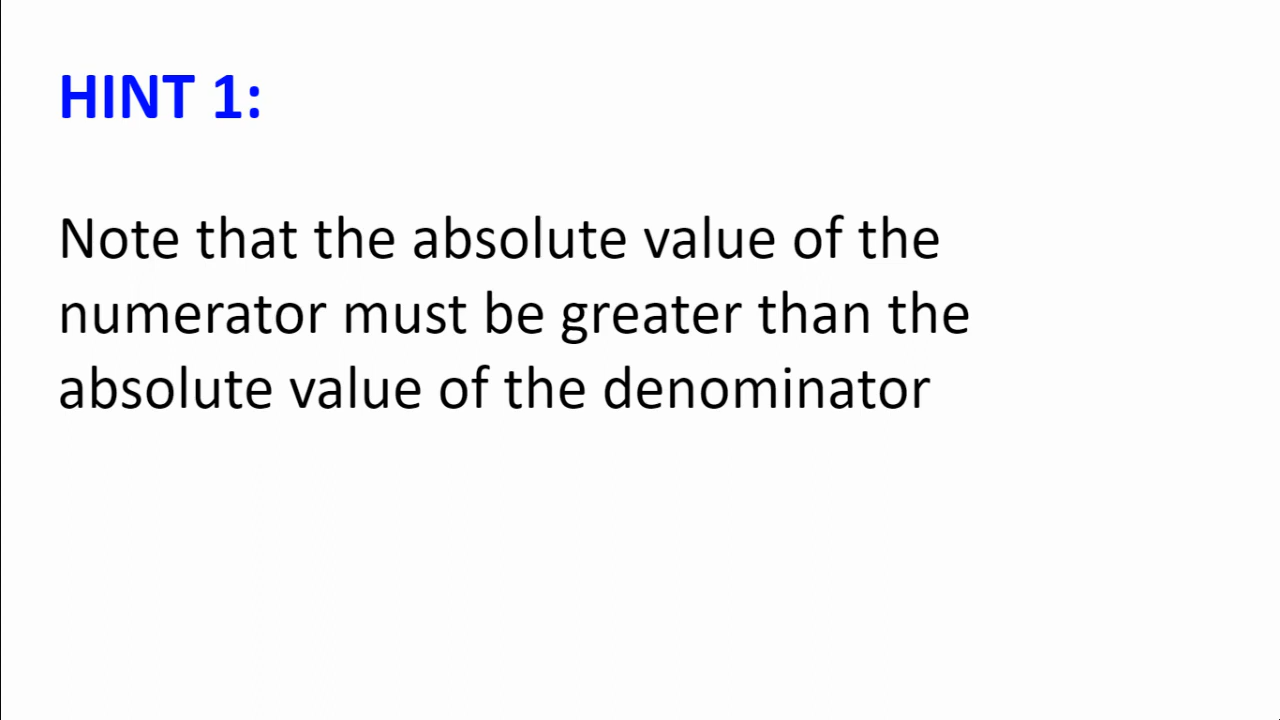 HINT 1:
Note that the absolute value of the
numerator must be greater than the
absolute value of the denominator